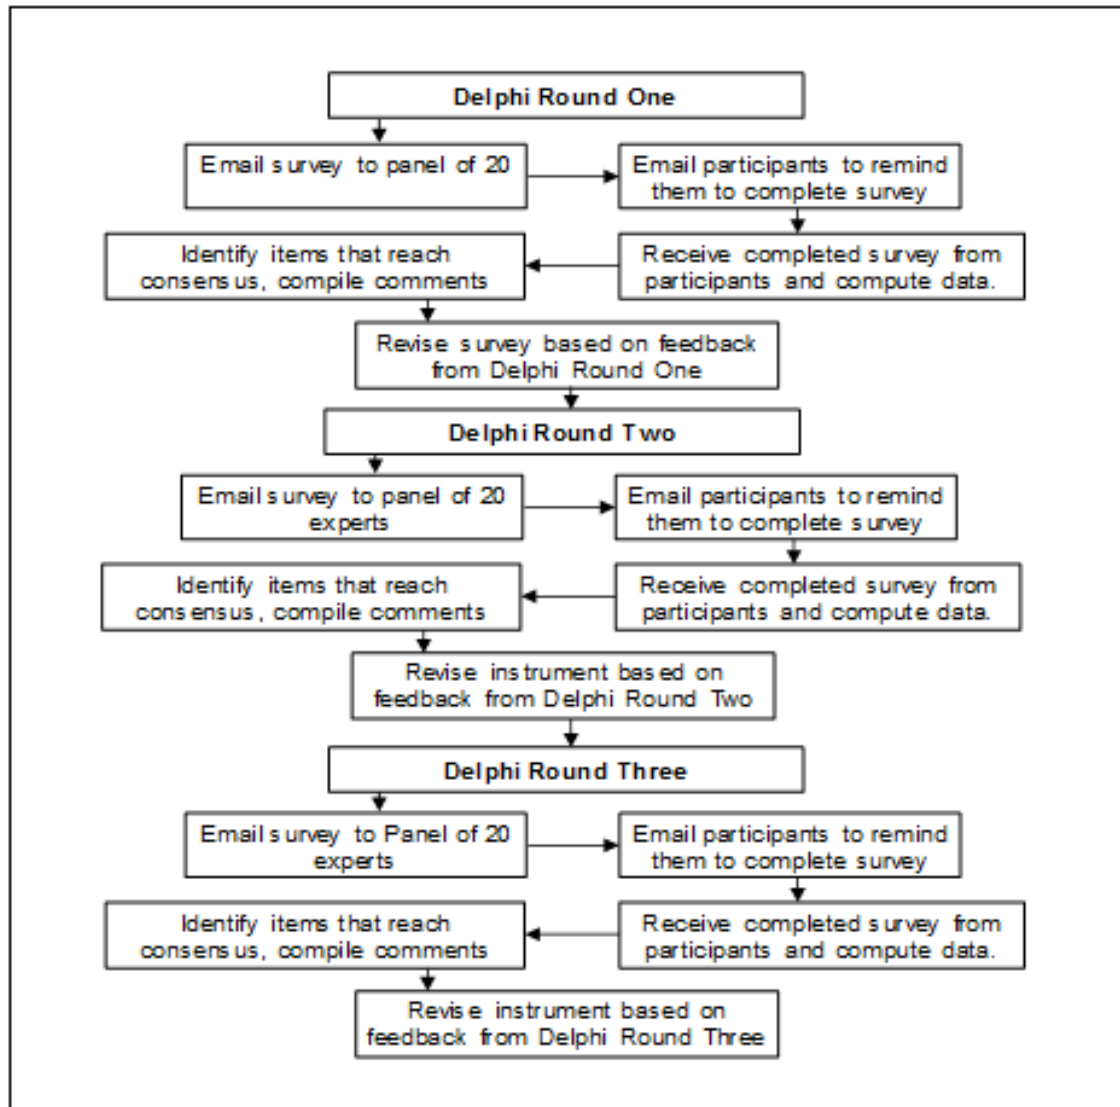 Delphi Round One
Email survey to panel of 20
Email participants to remind
them to complete survey
Receive completed survey from
participants and compute data.
Identify items that reach
consensus, compile comments
Revise survey based on feedback
from Delphi Round One
Delphi Round Two
Email survey to panel of 20
experts
Email participants to remind
them to complete survey
Receive completed survey from
participants and compute data.
Identify items that reach
consensus, compile comments
Revise instrument based on
feedback from Delphi Round Two
Delphi Round Three
Email survey to Panel of 20
experts
Email participants to remind
them to complete survey
Receive completed survey from
participants and compute data.
Identify items that reach
consensus, compile comments
Revise instrument based on
feedback from Delphi Round Three